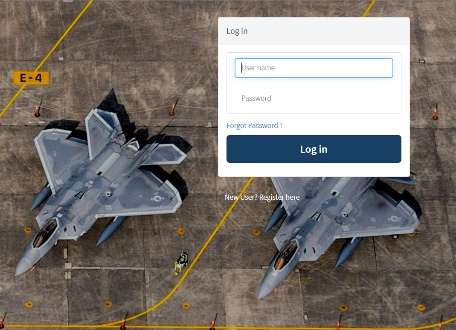 Log in
E-4
User name
Password
Forgot Password ?
Log in
New User? Register here